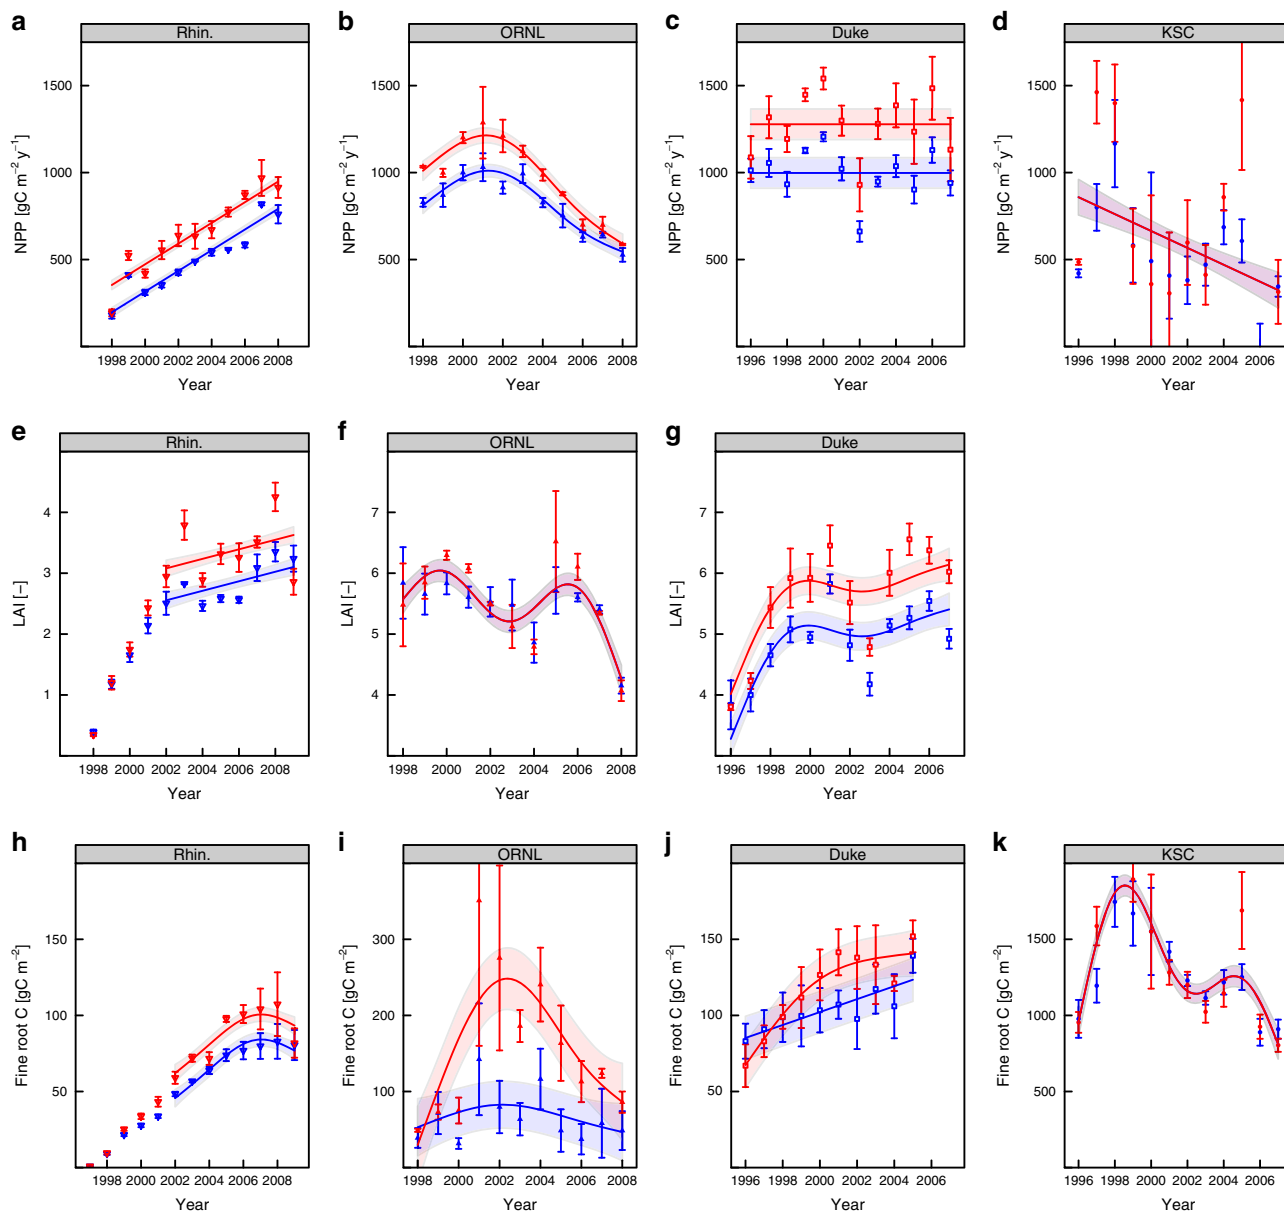 a b c d
Rhin. ORNL Duke KSC
NPP [gC m⁻² y⁻¹] NPP [gC m⁻² y⁻¹] NPP [gC m⁻² y⁻¹] NPP [gC m⁻² y⁻¹]
1500 1500 1500 1500
1000 1000 1000 1000
500 500 500 500
1998 2000 2002 2004 2006 2008 1998 2000 2002 2004 2006 2008 1996 2000 2002 2006 1996 2000 2002 2006
Year Year Year Year
e f g
Rhin. ORNL Duke
LAI [–] LAI [–] LAI [–]
4 7 7
3 6 6
2 5 5
1 4 4
1998 2000 2002 2004 2006 2008 1998 2000 2002 2004 2006 2008 1996 1998 2000 2002 2004 2006
Year Year Year
h i j k
Rhin. ORNL Duke KSC
Fine root C [gC m⁻²] Fine root C [gC m⁻²] Fine root C [gC m⁻²] Fine root C [gC m⁻²]
150 300 150 1500
100 200 100 1000
50 100 50 500
1998 2000 2002 2004 2006 2008 1998 2000 2002 2004 2006 2008 1996 1998 2000 2002 2004 2006 1996 1998 2000 2002 2004 2006
Year Year Year Year